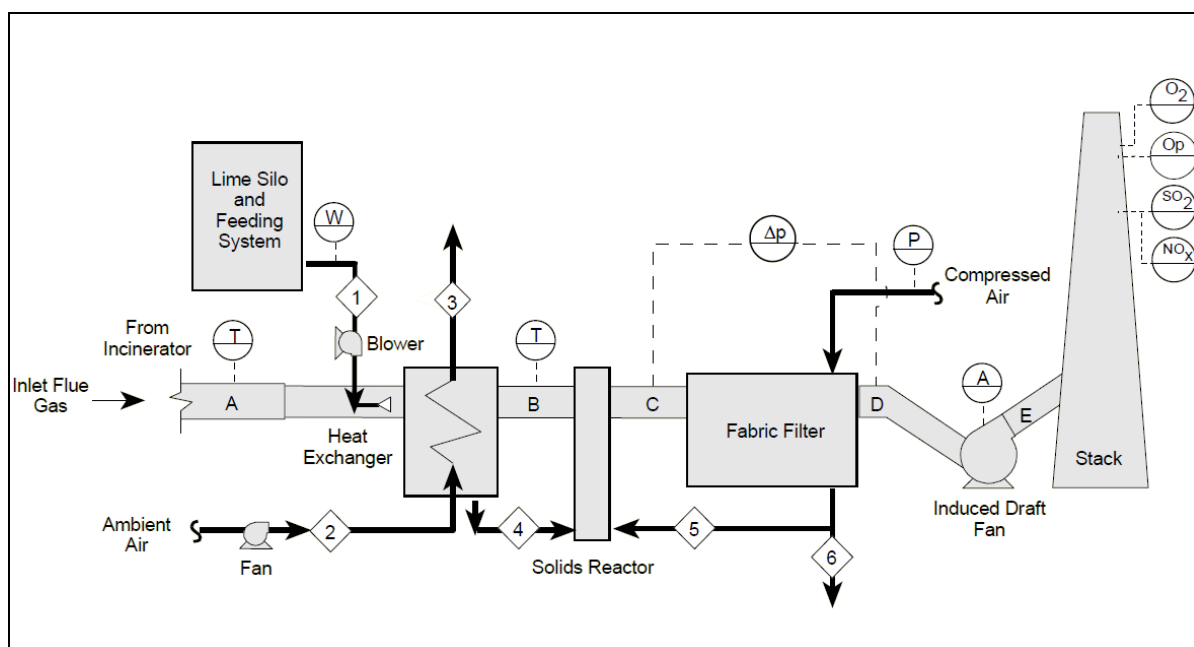 O2
Op
SO2
NOx
Lime Silo
and
Feeding
System
W
Δp
P
Compressed
Air
1
3
From
Incinerator
T
Blower
T
Inlet Flue
Gas
A
B
C
D
A
E
Heat
Exchanger
Fabric Filter
Stack
Ambient
Air
2
4
5
Induced Draft
Fan
Fan
Solids Reactor
6